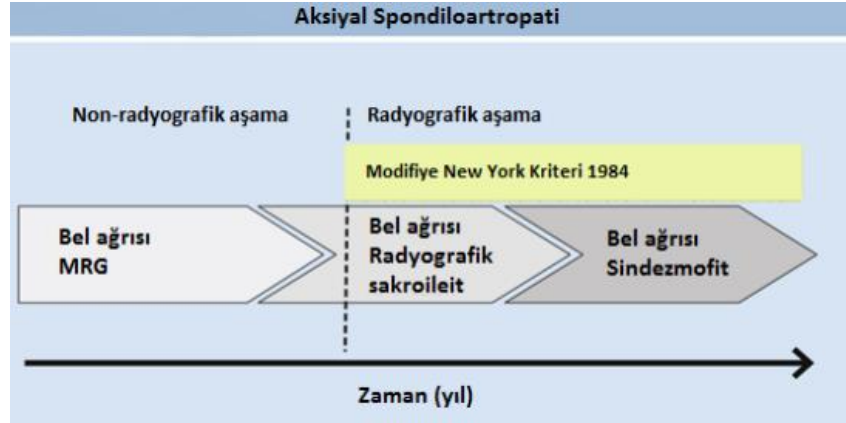 Aksiyal Spondiloartropati
Non-radyografik aşama
Radyografik aşama
Modifiye New York Kriteri 1984
Bel ağrısı
MRG
Bel ağrısı
Radyografik
sakroileit
Bel ağrısı
Sindezmofit
Zaman (yıl)